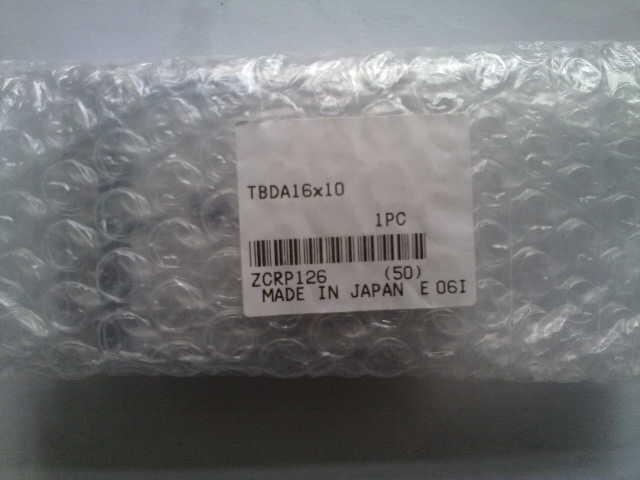 TBDA16x10
1PC
ZCRP126 (50)
MADE IN JAPAN E 06I